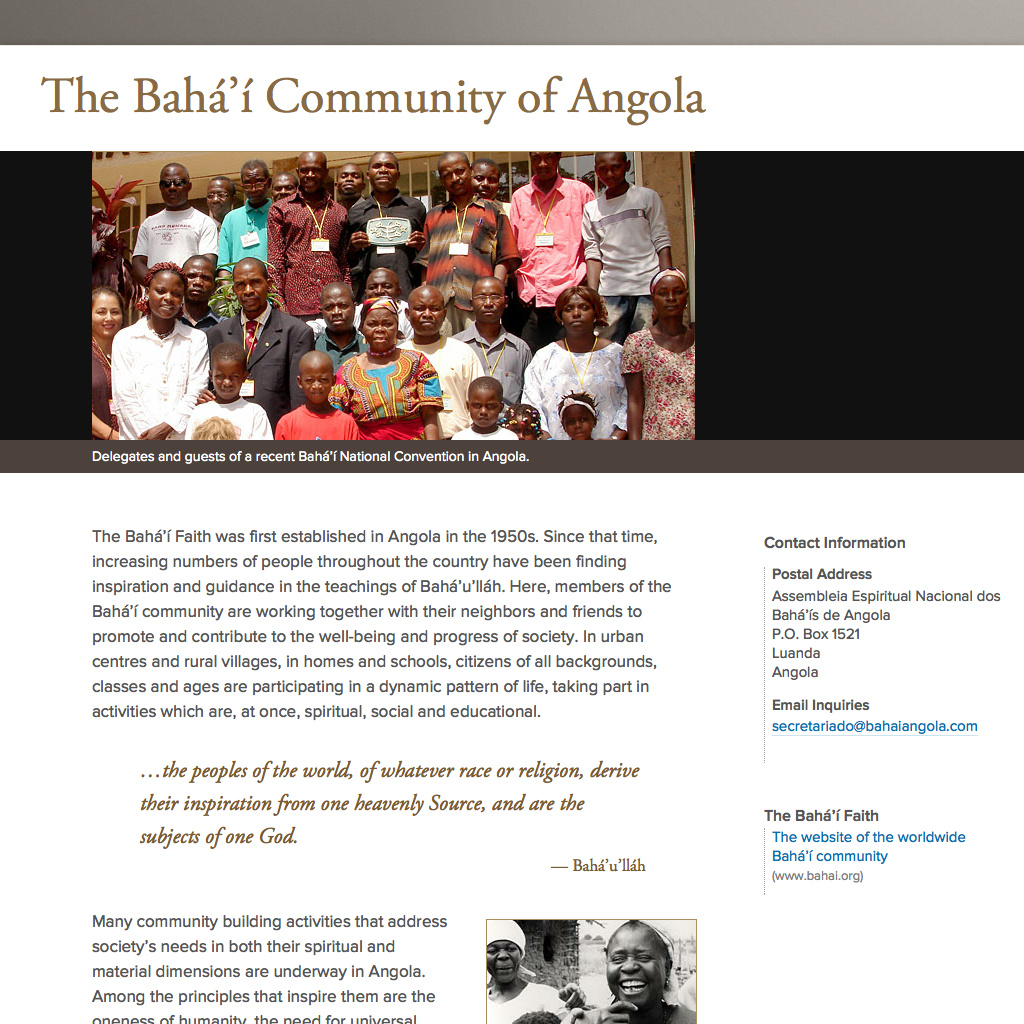 The Bahá’í Community of Angola
Delegates and guests of a recent Bahá’í National Convention in Angola.
The Bahá’í Faith was first established in Angola in the 1950s. Since that time,
increasing numbers of people throughout the country have been finding
inspiration and guidance in the teachings of Bahá’u’lláh. Here, members of the
Bahá’í community are working together with their neighbors and friends to
promote and contribute to the well-being and progress of society. In urban
centres and rural villages, in homes and schools, citizens of all backgrounds,
classes and ages are participating in a dynamic pattern of life, taking part in
activities which are, at once, spiritual, social and educational.
…the peoples of the world, of whatever race or religion, derive
their inspiration from one heavenly Source, and are the
subjects of one God.
— Bahá’u’lláh
Many community building activities that address
society’s needs in both their spiritual and
material dimensions are underway in Angola.
Among the principles that inspire them are the
oneness of humanity, the need for universal
Contact Information
Postal Address
Assembleia Espiritual Nacional dos
Bahá’ís de Angola
P.O. Box 1521
Luanda
Angola
Email Inquiries
secretariado@bahaiangola.com
The Bahá’í Faith
The website of the worldwide
Bahá’í community
(www.bahai.org)